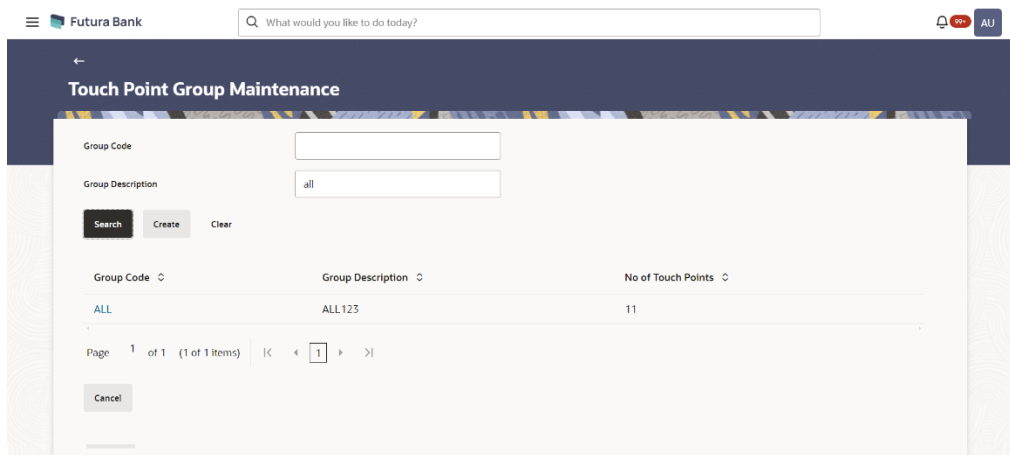 Futura Bank
What would you like to do today?
99+
AU
Touch Point Group Maintenance
Group Code
Group Description
all
Search Create Clear
Group Code Group Description No of Touch Points
ALL ALL123 11
Page 1 of 1 (1 of 1 items) 1
Cancel